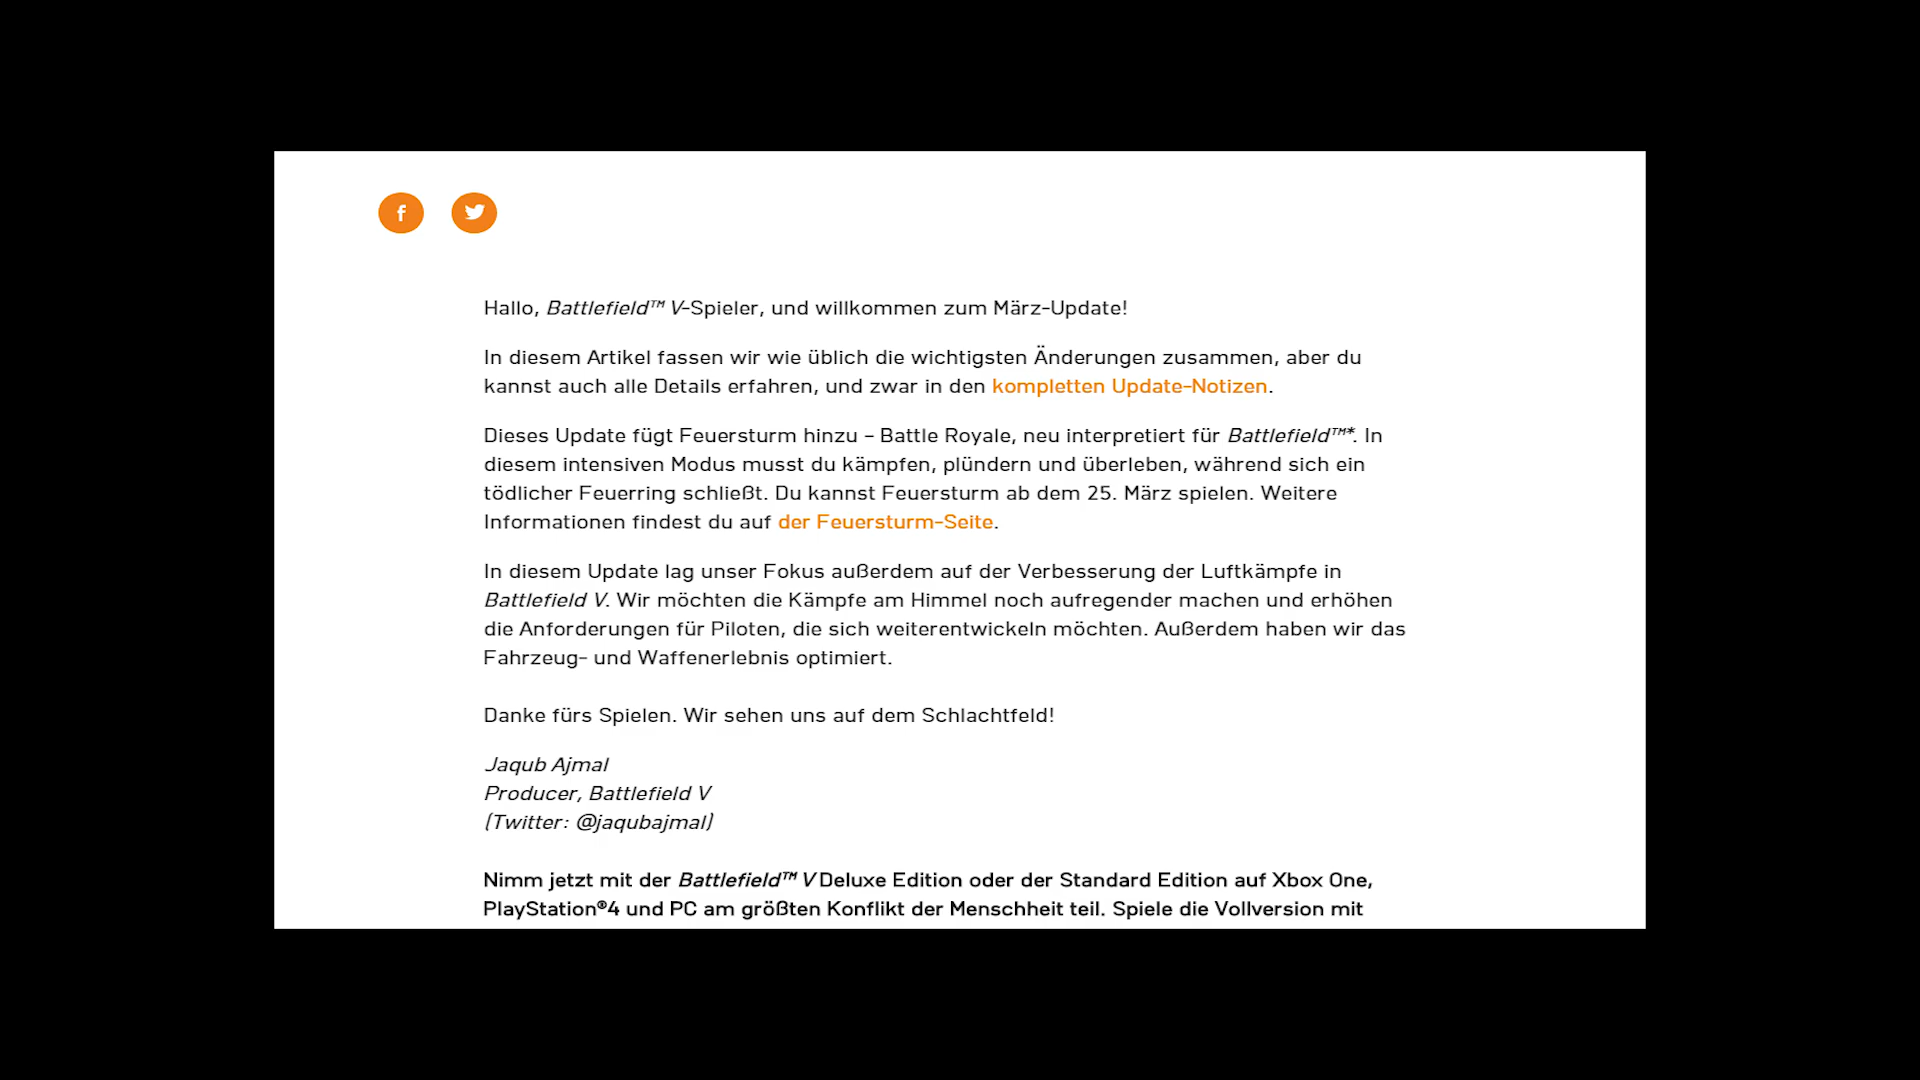 Hallo, Battlefield™ V-Spieler, und willkommen zum März-Update!
In diesem Artikel fassen wir wie üblich die wichtigsten Änderungen zusammen, aber du
kannst auch alle Details erfahren, und zwar in den kompletten Update-Notizen.
Dieses Update fügt Feuersturm hinzu – Battle Royale, neu interpretiert für Battlefield™*. In
diesem intensiven Modus musst du kämpfen, plündern und überleben, während sich ein
tödlicher Feuerring schließt. Du kannst Feuersturm ab dem 25. März spielen. Weitere
Informationen findest du auf der Feuersturm-Seite.
In diesem Update lag unser Fokus außerdem auf der Verbesserung der Luftkämpfe in
Battlefield V. Wir möchten die Kämpfe am Himmel noch aufregender machen und erhöhen
die Anforderungen für Piloten, die sich weiterentwickeln möchten. Außerdem haben wir das
Fahrzeug- und Waffenerlebnis optimiert.
Danke fürs Spielen. Wir sehen uns auf dem Schlachtfeld!
Jaqub Ajmal
Producer, Battlefield V
(Twitter: @jaqubajmal)
Nimm jetzt mit der Battlefield™ V Deluxe Edition oder der Standard Edition auf Xbox One,
PlayStation®4 und PC am größten Konflikt der Menschheit teil. Spiele die Vollversion mit